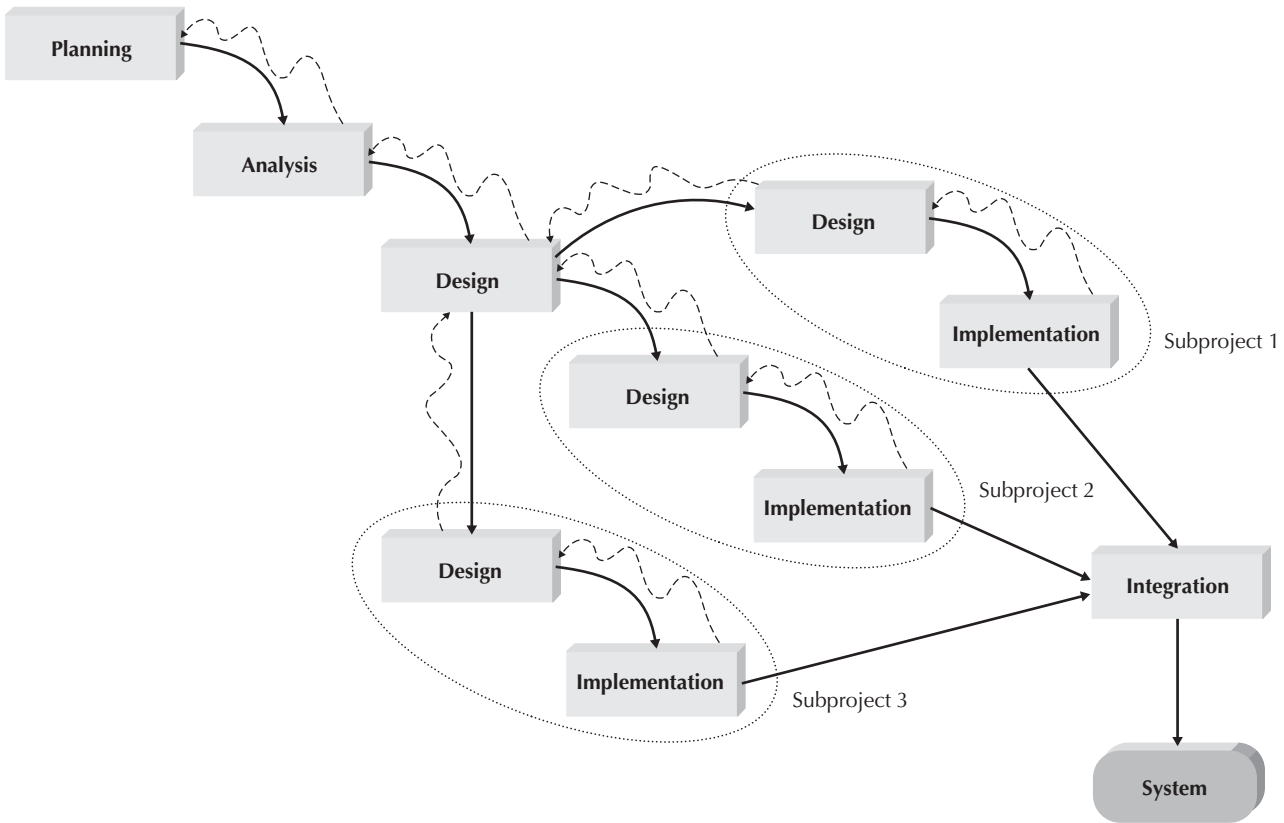 Planning
Analysis
Design
Design
Implementation
Subproject 1
Design
Implementation
Subproject 2
Design
Implementation
Subproject 3
Integration
System